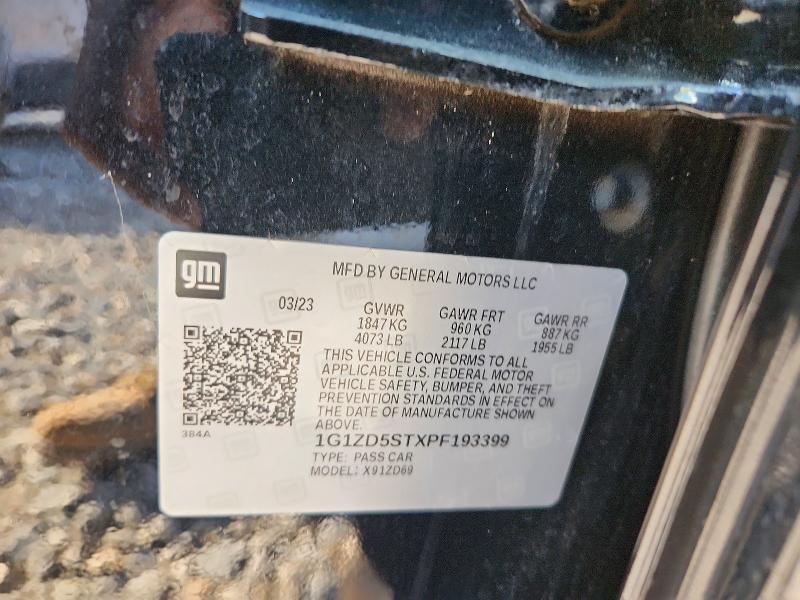 gm
MFD BY GENERAL MOTORS LLC
03/23
GVWR
1847 KG
4073 LB
GAWR FRT
960 KG
2117 LB
GAWR RR
887 KG
1955 LB
THIS VEHICLE CONFORMS TO ALL
APPLICABLE U.S. FEDERAL MOTOR
VEHICLE SAFETY, BUMPER, AND THEFT
PREVENTION STANDARDS IN EFFECT ON
THE DATE OF MANUFACTURE SHOWN
ABOVE.
384A
1G1ZD5STXPF193399
TYPE: PASS CAR
MODEL: X91ZD69